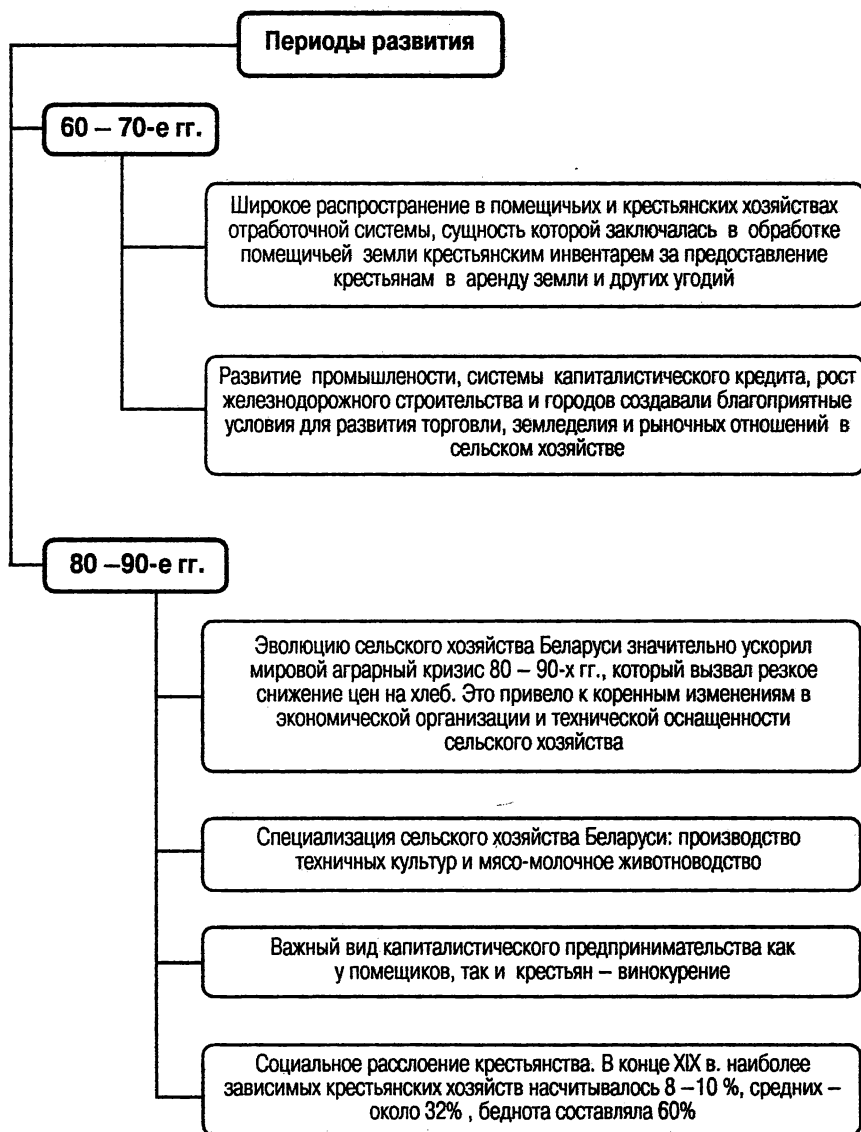 Периоды развития
60 – 70-е гг.
Широкое распространение в помещичьих и крестьянских хозяйствах
отработочной системы, сущность которой заключалась в обработке
помещичьей земли крестьянским инвентарем за предоставление
крестьянам в аренду земли и других угодий
Развитие промышлености, системы капиталистического кредита, рост
железнодорожного строительства и городов создавали благоприятные
условия для развития торговли, земледелия и рыночных отношений в
сельском хозяйстве
80 –90-е гг.
Эволюцию сельского хозяйства Беларуси значительно ускорил
мировой аграрный кризис 80 – 90-х гг., который вызвал резкое
снижение цен на хлеб. Это привело к коренным изменениям в
экономической организации и технической оснащенности
сельского хозяйства
Специализация сельского хозяйства Беларуси: производство
техничных культур и мясо-молочное животноводство
Важный вид капиталистического предпринимательства как
у помещиков, так и крестьян – винокурение
Социальное расслоение крестьянства. В конце XIX в. наиболее
зависимых крестьянских хозяйств насчитывалось 8 –10 %, средних –
около 32% , беднота составляла 60%